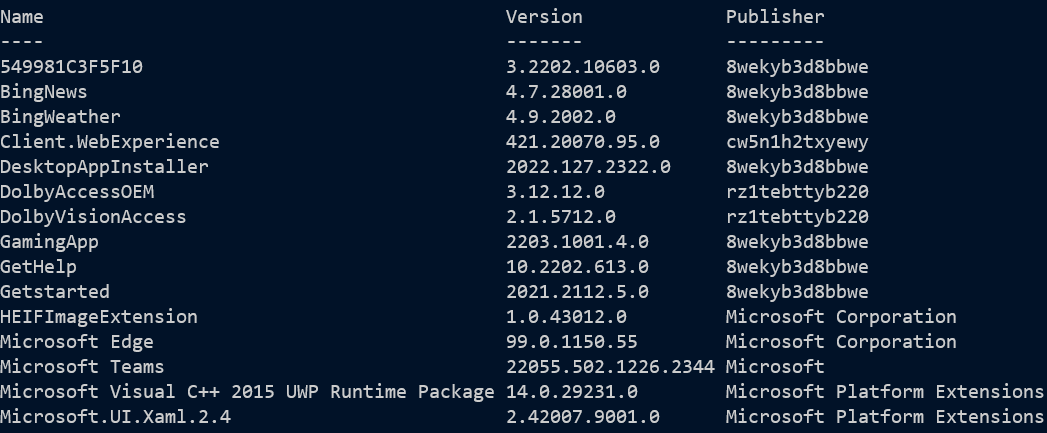 Name Version Publisher
---- ------- ---------
549981C3F5F10 3.2202.10603.0 8wekyb3d8bbwe
BingNews 4.7.28001.0 8wekyb3d8bbwe
BingWeather 4.9.2002.0 8wekyb3d8bbwe
Client.WebExperience 421.20070.95.0 cw5n1h2txyewy
DesktopAppInstaller 2022.127.2322.0 8wekyb3d8bbwe
DolbyAccessOEM 3.12.12.0 rz1tebttyb220
DolbyVisionAccess 2.1.5712.0 rz1tebttyb220
GamingApp 2203.1001.4.0 8wekyb3d8bbwe
GetHelp 10.2202.613.0 8wekyb3d8bbwe
Getstarted 2021.2112.5.0 8wekyb3d8bbwe
HEIFImageExtension 1.0.43012.0 Microsoft Corporation
Microsoft Edge 99.0.1150.55 Microsoft Corporation
Microsoft Teams 22055.502.1226.2344 Microsoft
Microsoft Visual C++ 2015 UWP Runtime Package 14.0.29231.0 Microsoft Platform Extensions
Microsoft.UI.Xaml.2.4 2.42007.9001.0 Microsoft Platform Extensions